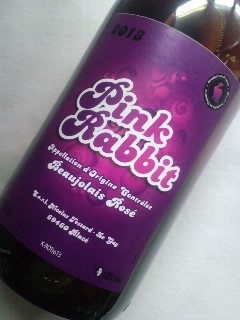 2013
Pink
Rabbit
Appellation d'Origine Contrôlée
Beaujolais Rosé
69460 Blacé